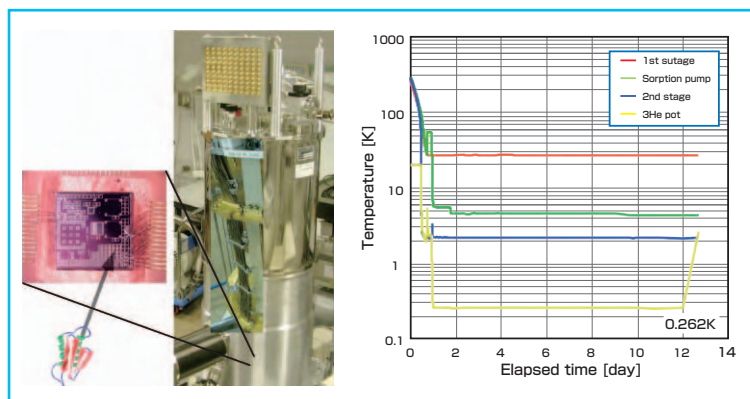 1000
100
10
1
0.1
Temperature [K]
1st sutage
Sorption pump
2nd stage
3He pot
0.262K
0 2 4 6 8 10 12 14
Elapsed time [day]